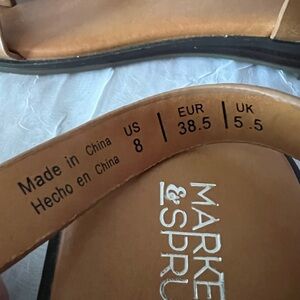 Made in China
Hecho en China
US
8
EUR
38.5
UK
5.5
MARKE
& SPRU